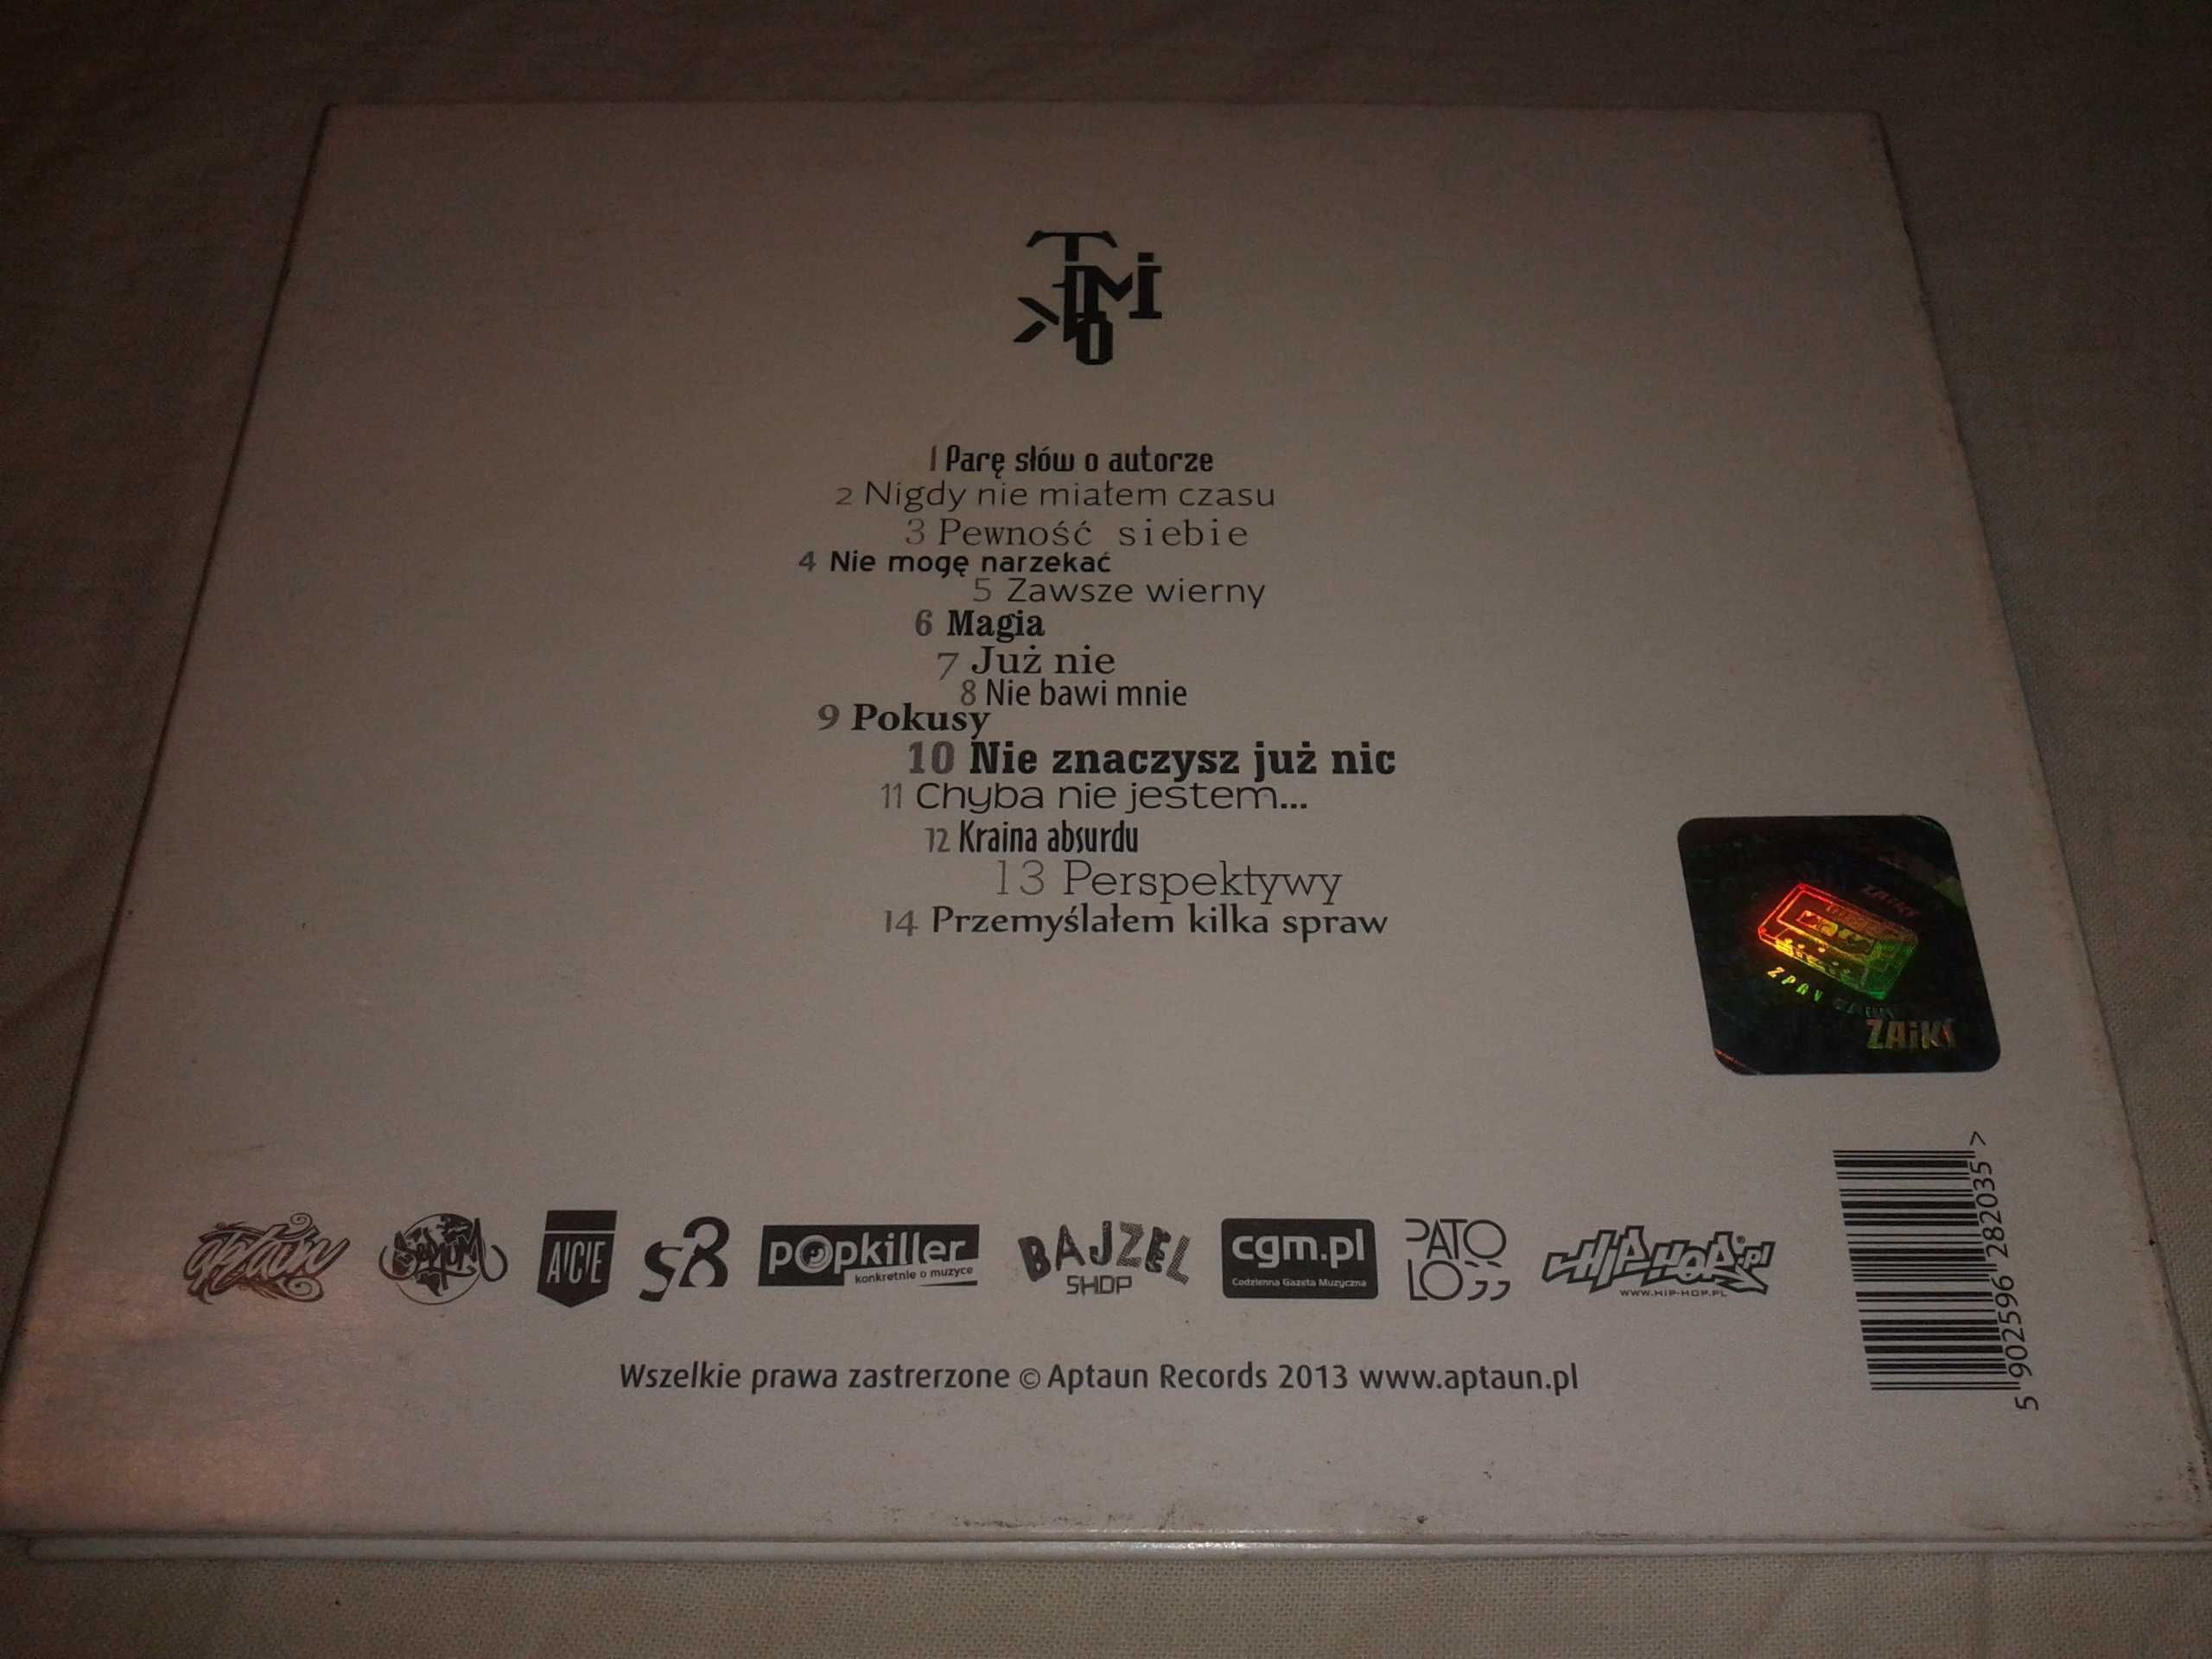 1 Parę słów o autorze
2 Nigdy nie miałem czasu
3 Pewność siebie
4 Nie mogę narzekać
5 Zawsze wierny
6 Magia
7 Już nie
8 Nie bawi mnie
9 Pokusy
10 Nie znaczysz już nic
11 Chyba nie jestem...
12 Kraina absurdu
13 Perspektywy
14 Przemyślałem kilka spraw
ZAiKS
ZPAV
ZAiKS
aptaun
popkiller
konkretnie o muzyce
BAJZEL
SHOP
cgm.pl
Codzienna Gazeta Muzyczna
PATO
LO
HIP-HOP.pl
WWW.HIP-HOP.PL
5 902596 282035 >
Wszelkie prawa zastrerzone © Aptaun Records 2013 www.aptaun.pl